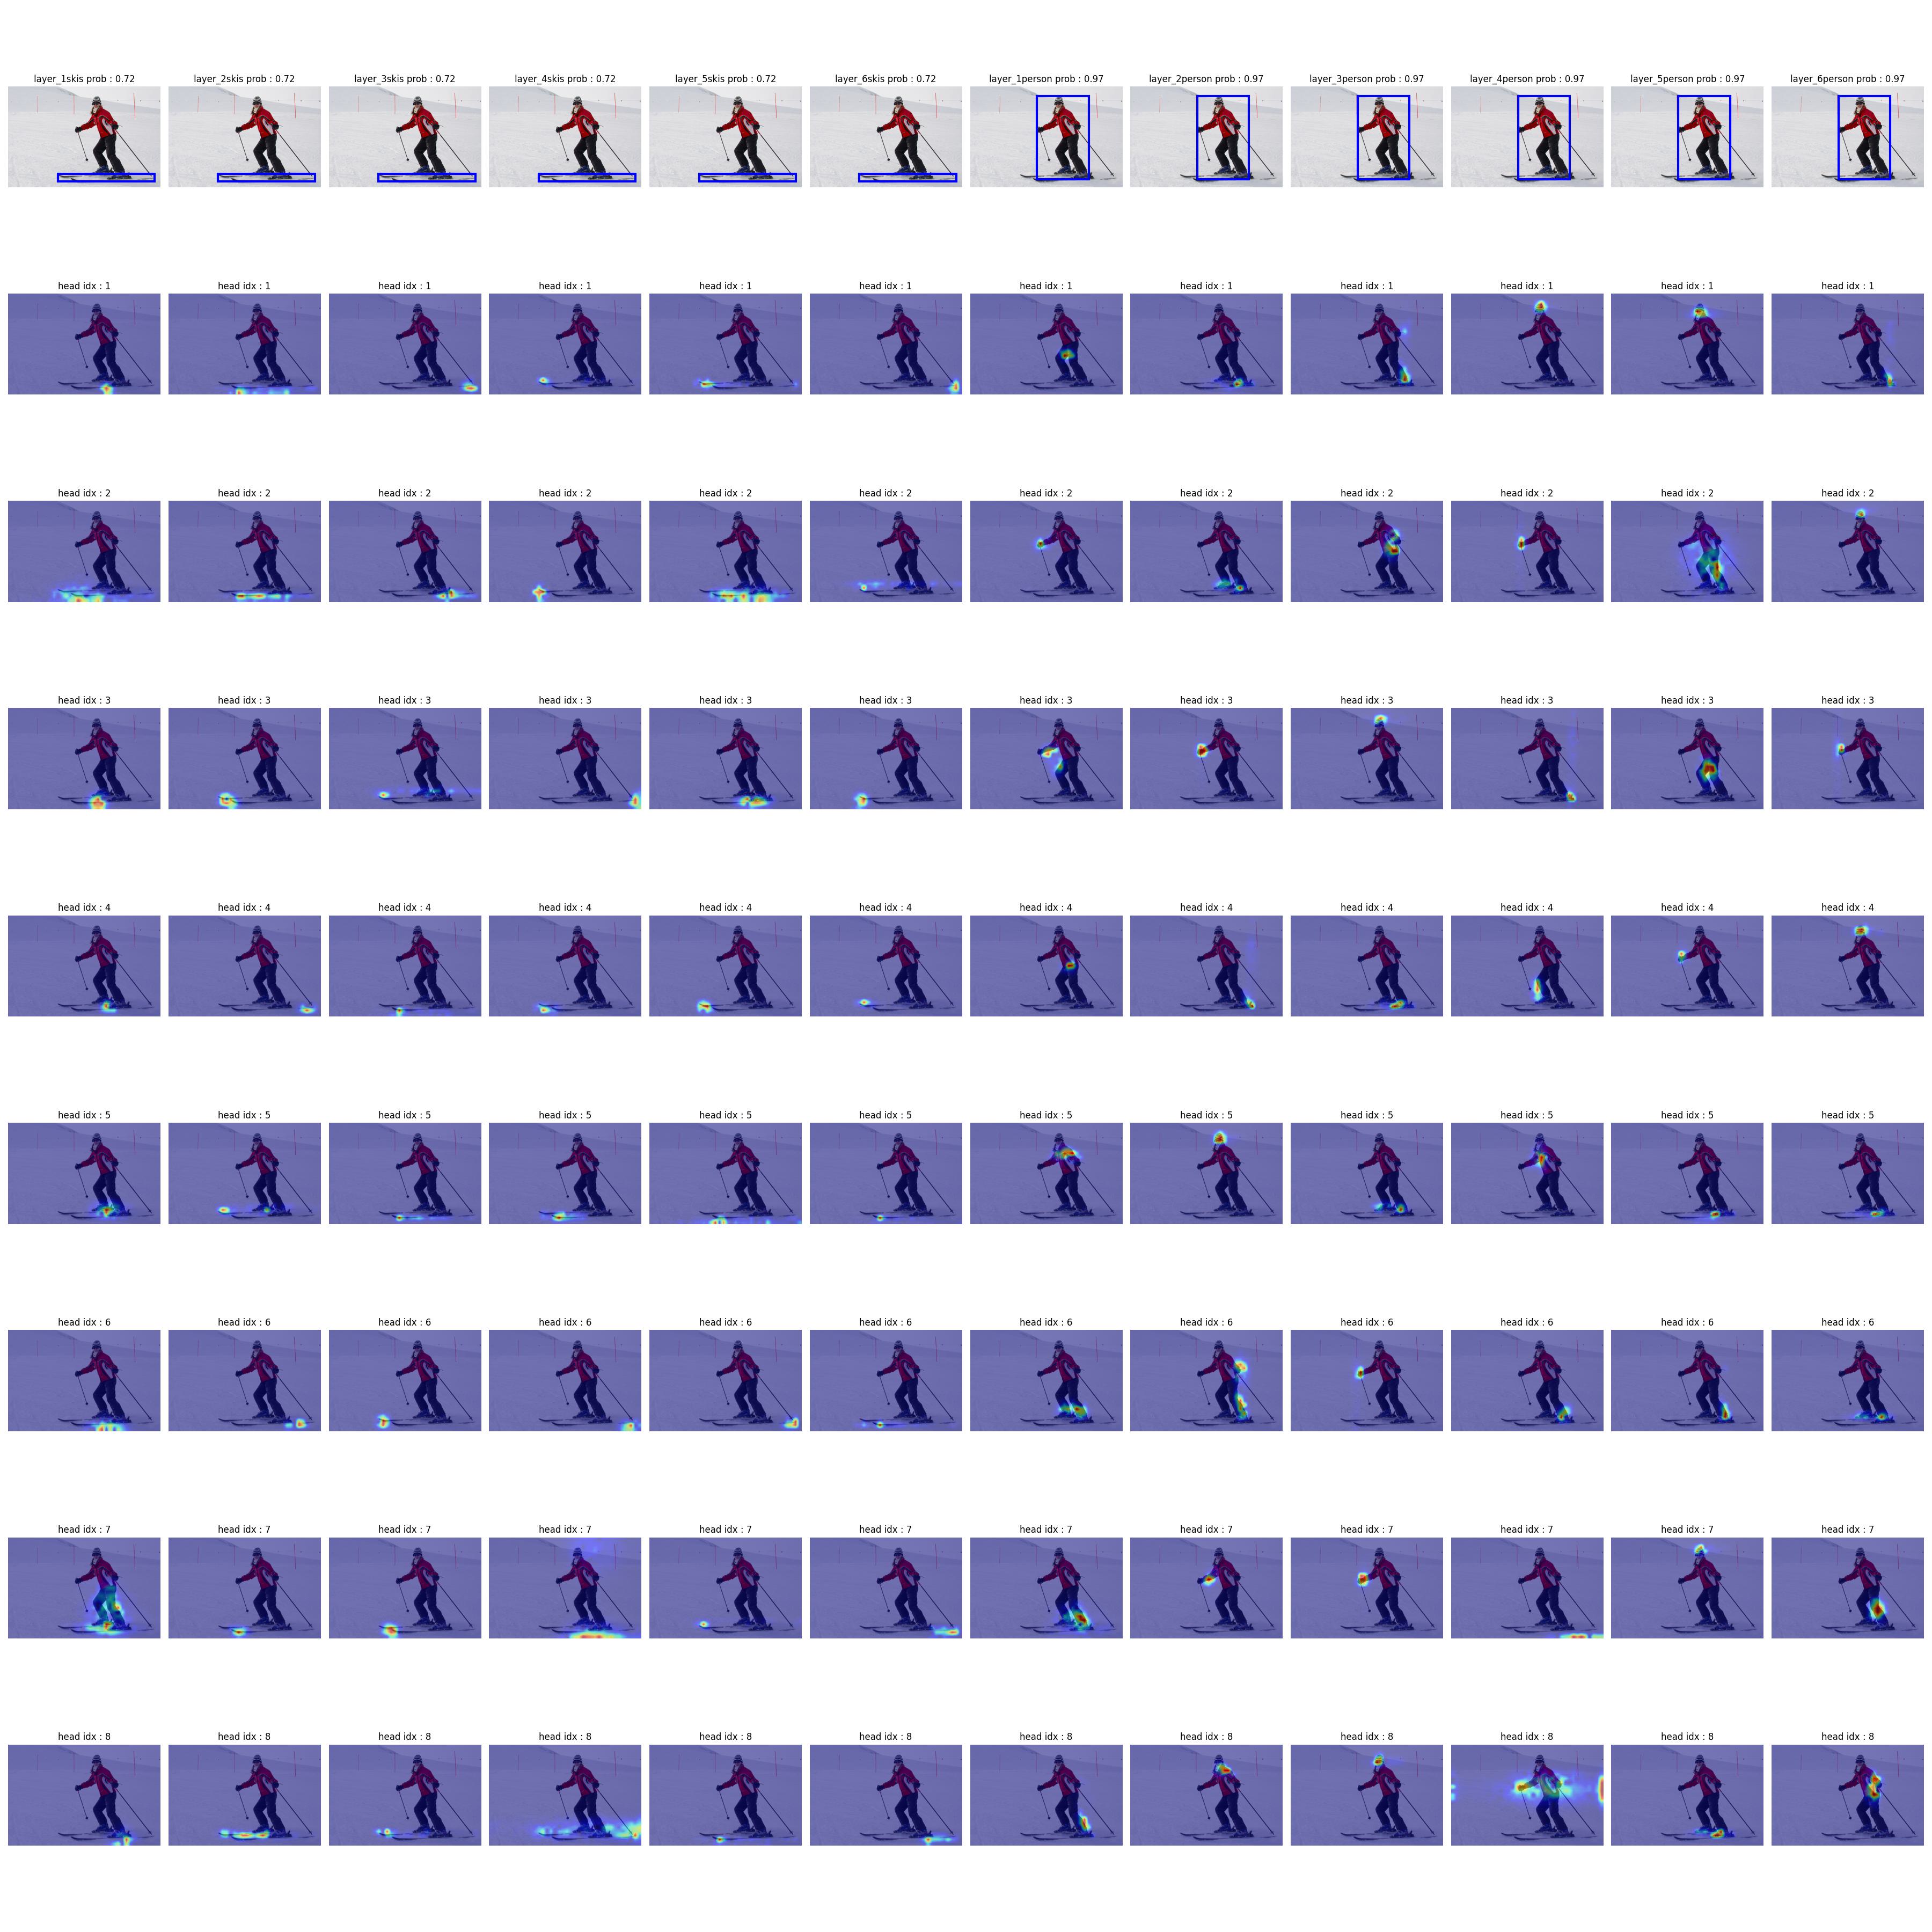 layer_1skis prob : 0.72 layer_2skis prob : 0.72 layer_3skis prob : 0.72 layer_4skis prob : 0.72 layer_5skis prob : 0.72 layer_6skis prob : 0.72 layer_1person prob : 0.97 layer_2person prob : 0.97 layer_3person prob : 0.97 layer_4person prob : 0.97 layer_5person prob : 0.97 layer_6person prob : 0.97
head idx : 1 head idx : 1 head idx : 1 head idx : 1 head idx : 1 head idx : 1 head idx : 1 head idx : 1 head idx : 1 head idx : 1 head idx : 1 head idx : 1
head idx : 2 head idx : 2 head idx : 2 head idx : 2 head idx : 2 head idx : 2 head idx : 2 head idx : 2 head idx : 2 head idx : 2 head idx : 2 head idx : 2
head idx : 3 head idx : 3 head idx : 3 head idx : 3 head idx : 3 head idx : 3 head idx : 3 head idx : 3 head idx : 3 head idx : 3 head idx : 3 head idx : 3
head idx : 4 head idx : 4 head idx : 4 head idx : 4 head idx : 4 head idx : 4 head idx : 4 head idx : 4 head idx : 4 head idx : 4 head idx : 4 head idx : 4
head idx : 5 head idx : 5 head idx : 5 head idx : 5 head idx : 5 head idx : 5 head idx : 5 head idx : 5 head idx : 5 head idx : 5 head idx : 5 head idx : 5
head idx : 6 head idx : 6 head idx : 6 head idx : 6 head idx : 6 head idx : 6 head idx : 6 head idx : 6 head idx : 6 head idx : 6 head idx : 6 head idx : 6
head idx : 7 head idx : 7 head idx : 7 head idx : 7 head idx : 7 head idx : 7 head idx : 7 head idx : 7 head idx : 7 head idx : 7 head idx : 7 head idx : 7
head idx : 8 head idx : 8 head idx : 8 head idx : 8 head idx : 8 head idx : 8 head idx : 8 head idx : 8 head idx : 8 head idx : 8 head idx : 8 head idx : 8